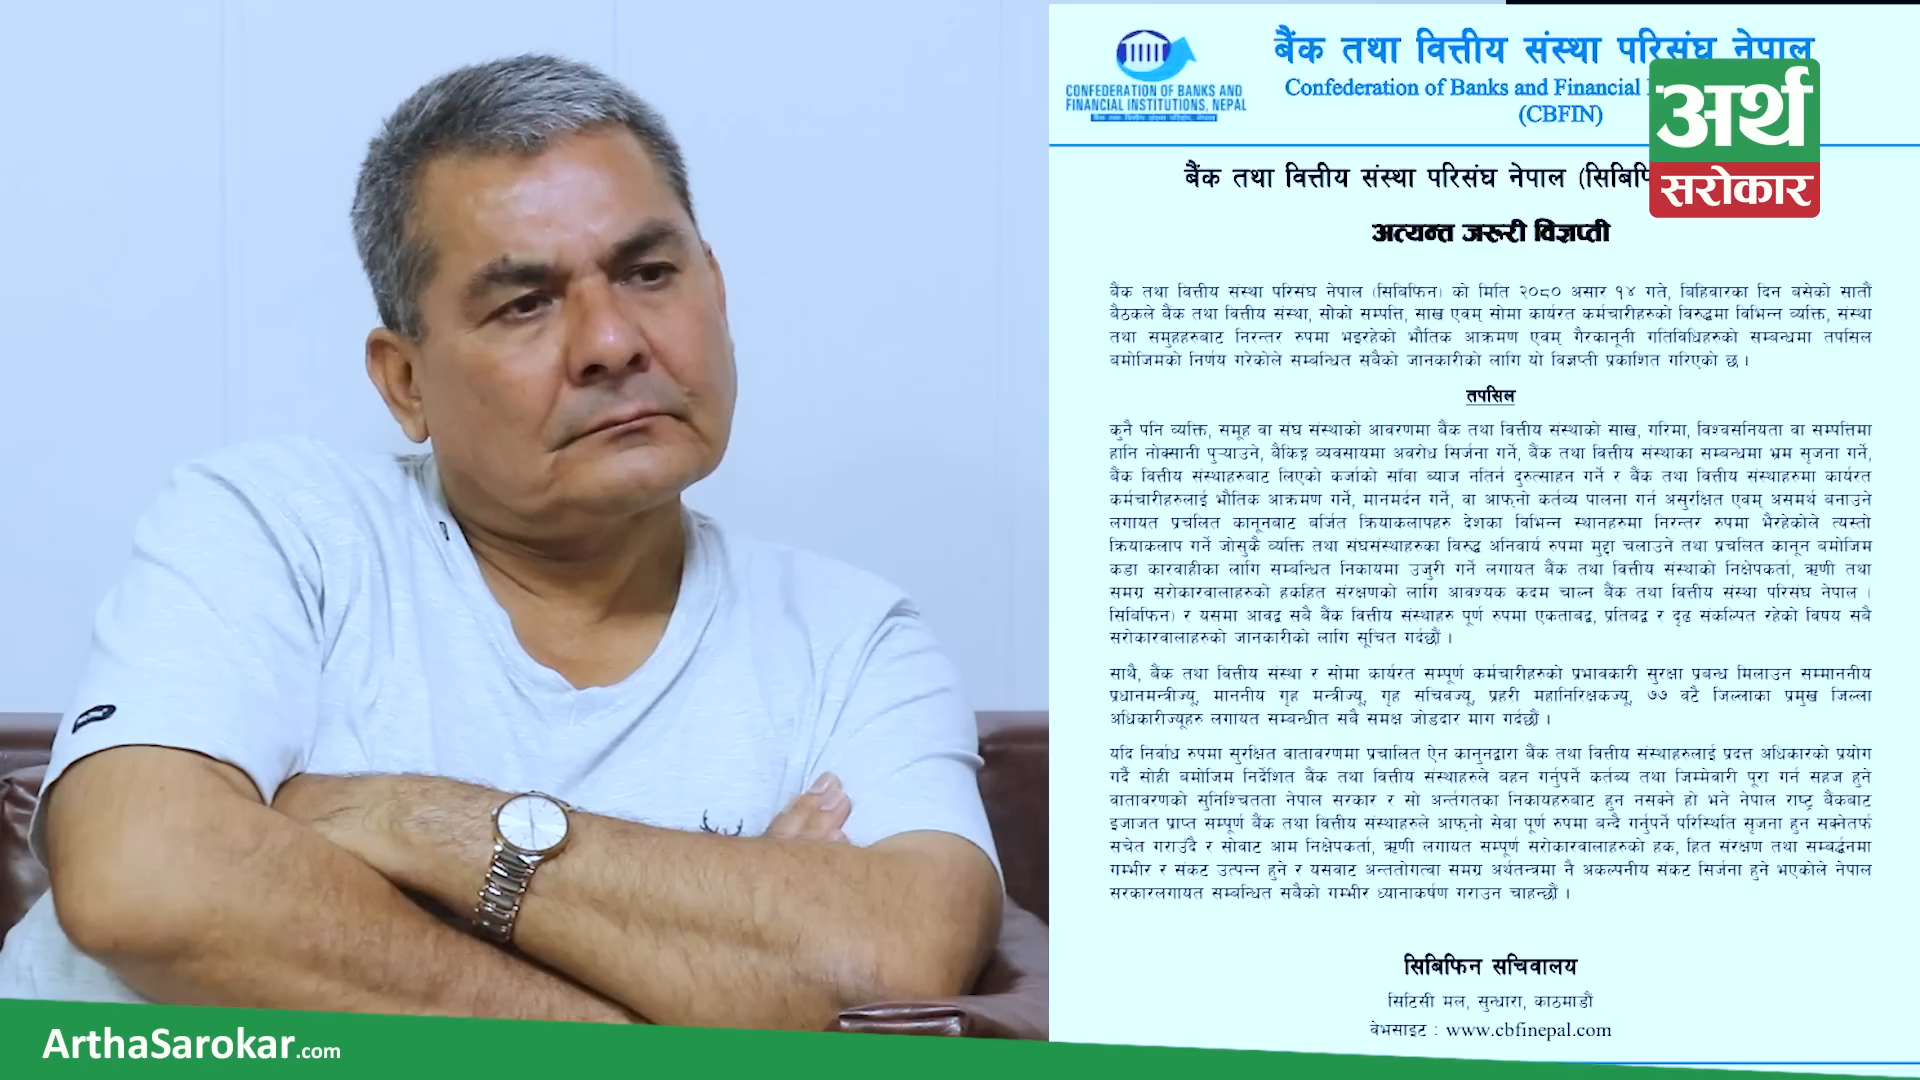 बैंक तथा वित्तीय संस्था परिसंघ नेपाल
Confederation of Banks and Financial
(CBFIN)
CONFEDERATION OF BANKS AND
FINANCIAL INSTITUTIONS, NEPAL
बैंक तथा वित्तीय संस्था परिसंघ, नेपाल
अर्थ
सरोकार
बैंक तथा वित्तीय संस्था परिसंघ नेपाल
अत्यन्त जरुरी विज्ञप्ती
बैंक तथा वित्तीय संस्था परिसंघ नेपाल (सिबिफिन) को मिति २०८० असार १४ गते, बिहिवारका दिन बसेको सातौं
बैठकले बैंक तथा वित्तीय संस्था, सोको सम्पत्ति, साख एवम् सोमा कार्यरत कर्मचारीहरुको विरुद्धमा विभिन्न व्यक्ति, संस्था
तथा समुहहरुबाट निरन्तर रुपमा भइरहेको भौतिक आक्रमण एवम् गैरकानूनी गतिविधिहरुको सम्बन्धमा तपसिल
बमोजिमको निर्णय गरेकोले सम्बन्धित सबैको जानकारीको लागि यो विज्ञप्ती प्रकाशित गरिएको छ ।
तपसिल
कुनै पनि व्यक्ति, समूह वा संघ संस्थाको आवरणमा बैंक तथा वित्तीय संस्थाको साख, गरिमा, विश्वसनियता वा सम्पत्तिमा
हानि नोक्सानी पुऱ्याउने, बैकिङ्ग व्यवसायमा अवरोध सिर्जना गर्ने, बैंक तथा वित्तीय संस्थाका सम्बन्धमा भ्रम सृजना गर्ने,
बैंक वित्तीय संस्थाहरुबाट लिएको कर्जाको साँवा ब्याज नतिर्न दुरुत्साहन गर्ने र बैंक तथा वित्तीय संस्थाहरुमा कार्यरत
कर्मचारीहरुलाई भौतिक आक्रमण गर्ने, मानमर्दन गर्ने, वा आफ्नो कर्तव्य पालना गर्न असुरक्षित एवम् असमर्थ बनाउने
लगायत प्रचलित कानूनबाट बर्जित क्रियाकलापहरु देशका विभिन्न स्थानहरुमा निरन्तर रुपमा भैरहेकोले त्यस्तो
क्रियाकलाप गर्ने जोसुकै व्यक्ति तथा संघसंस्थाहरुका विरुद्ध अनिवार्य रुपमा मुद्दा चलाउने तथा प्रचलित कानून बमोजिम
कडा कारवाहीका लागि सम्बन्धित निकायमा उजुरी गर्ने लगायत बैंक तथा वित्तीय संस्थाको निक्षेपकर्ता, ऋणी तथा
समग्र सरोकारवालाहरुको हकहित संरक्षणको लागि आवश्यक कदम चाल्न बैंक तथा वित्तीय संस्था परिसंघ नेपाल (
सिबिफिन) र यसमा आवद्ध सबै बैंक वित्तीय संस्थाहरु पूर्ण रुपमा एकताबद्ध, प्रतिबद्ध र दृढ संकल्पित रहेको विषय सबै
सरोकारवालाहरुको जानकारीको लागि सूचित गर्दछौं ।
साथै, बैंक तथा वित्तीय संस्था र सोमा कार्यरत सम्पूर्ण कर्मचारीहरुको प्रभावकारी सुरक्षा प्रबन्ध मिलाउन सम्माननीय
प्रधानमन्त्रीज्यू, माननीय गृह मन्त्रीज्यू, गृह सचिवज्यू, प्रहरी महानिरिक्षकज्यू, ७७ वटै जिल्लाका प्रमुख जिल्ला
अधिकारीज्यूहरु लगायत सम्बन्धीत सबै समक्ष जोडदार माग गर्दछौं ।
यदि निर्वाध रुपमा सुरक्षित वातावरणमा प्रचालित ऐन कानुनद्वारा बैंक तथा वित्तीय संस्थाहरुलाई प्रदत्त अधिकारको प्रयोग
गर्दै सोही बमोजिम निर्देशित बैंक तथा वित्तीय संस्थाहरुले बहन गर्नुपर्ने कर्तब्य तथा जिम्मेवारी पूरा गर्न सहज हुने
वातावरणको सुनिश्चितता नेपाल सरकार र सो अर्न्तगतका निकायहरुबाट हुन नसक्ने हो भने नेपाल राष्ट्र बैंकबाट
इजाजत प्राप्त सम्पूर्ण बैंक तथा वित्तीय संस्थाहरुले आफ्नो सेवा पूर्ण रुपमा बन्दै गर्नुपर्ने परिस्थिति सृजना हुन सक्नेतर्फ
सचेत गराउँदै र सोबाट आम निक्षेपकर्ता, ऋणी लगायत सम्पूर्ण सरोकारवालाहरुको हक, हित संरक्षण तथा सम्बर्द्धनमा
गम्भीर र संकट उत्पन्न हुने र यसबाट अन्ततोगत्वा समग्र अर्थतन्त्रमा नै अकल्पनीय संकट सिर्जना हुने भएकोले नेपाल
सरकारलगायत सम्बन्धित सबैको गम्भीर ध्यानाकर्षण गराउन चाहन्छौं ।
सिबिफिन सचिवालय
सिटिसी मल, सुन्धारा, काठमाडौं
वेभसाइट : www.cbfinepal.com
ArthaSarokar.com